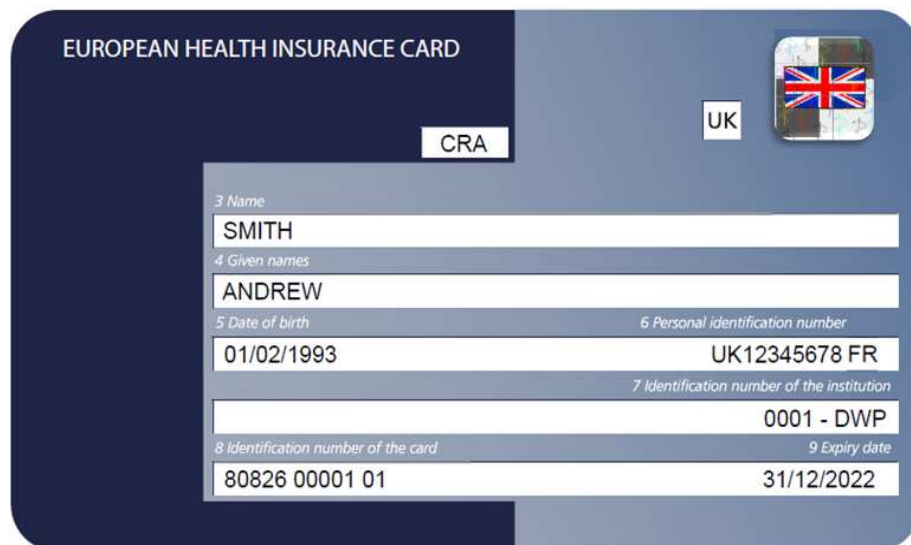 EUROPEAN HEALTH INSURANCE CARD
UK
CRA
3 Name
SMITH
4 Given names
ANDREW
5 Date of birth 6 Personal identification number
01/02/1993 UK12345678 FR
7 Identification number of the institution
0001 - DWP
8 Identification number of the card 9 Expiry date
80826 00001 01 31/12/2022